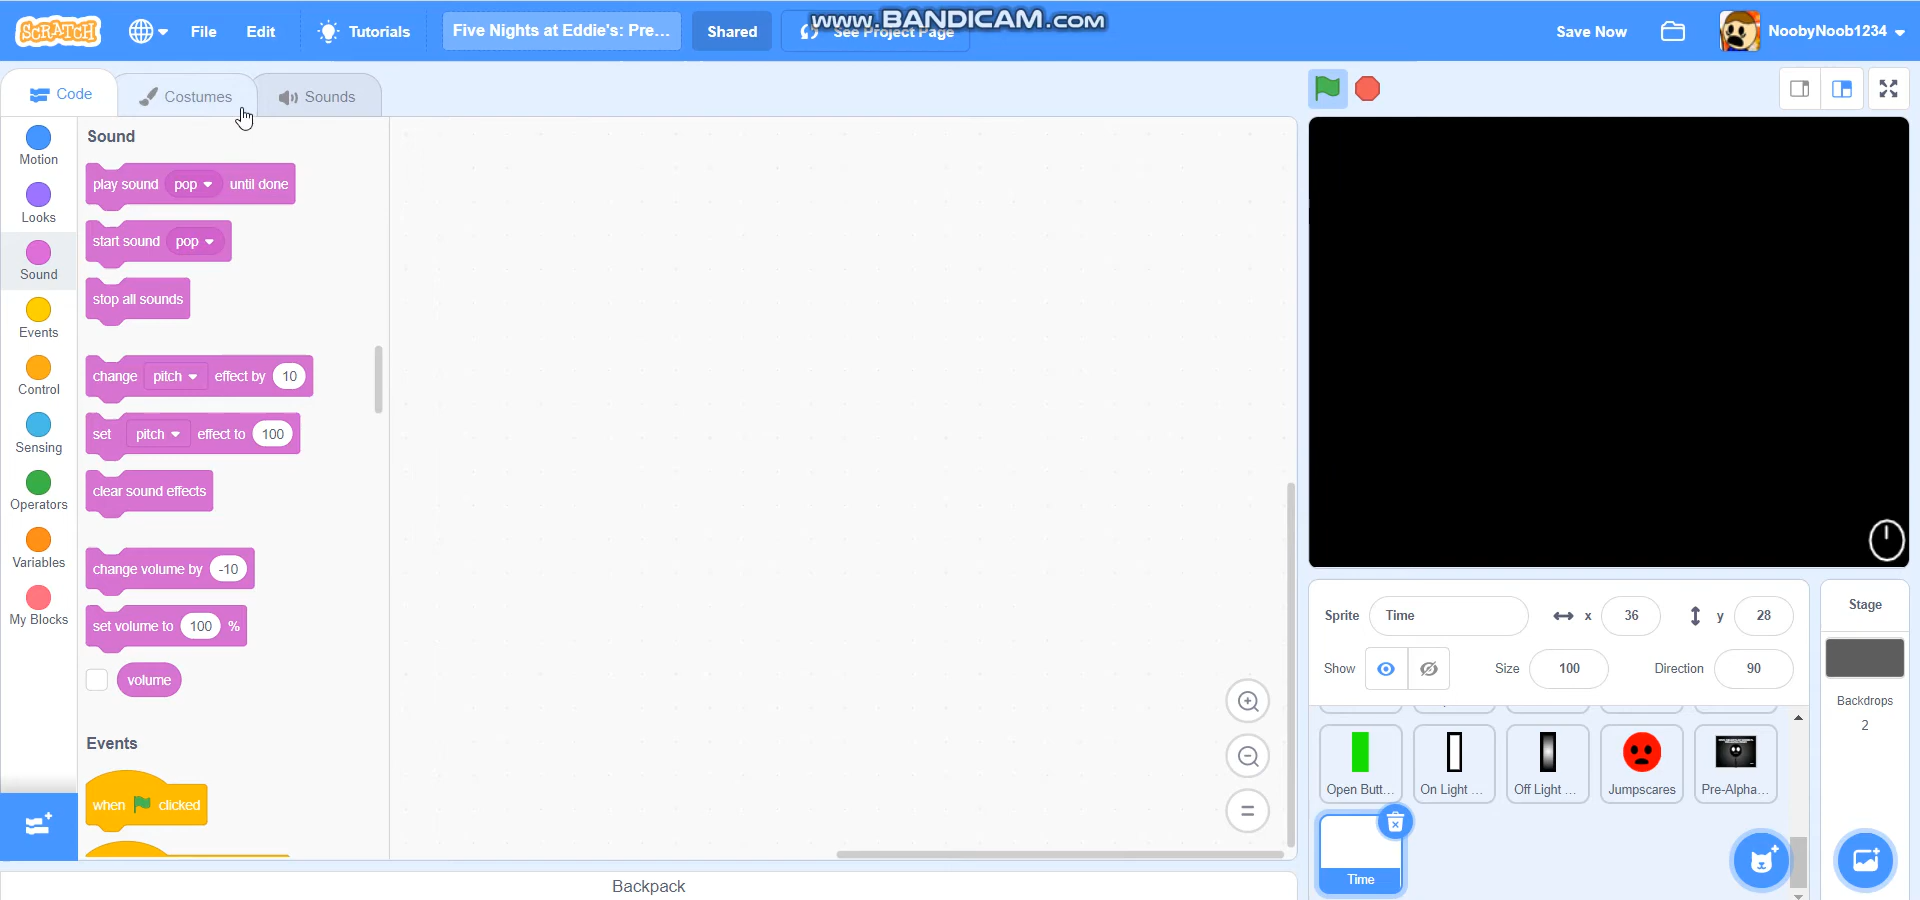 www.BANDICAM.com
SCRATCH File Edit Tutorials Five Nights at Eddie's: Pre... Shared See Project Page Save Now NoobyNoob1234
Code Costumes Sounds
Motion
Looks
Sound
Events
Control
Sensing
Operators
Variables
My Blocks
Sound
play sound pop until done
start sound pop
stop all sounds
change pitch effect by 10
set pitch effect to 100
clear sound effects
change volume by -10
set volume to 100 %
volume
Events
when clicked
Backpack
Sprite Time x 36 y 28
Show Size 100 Direction 90
Open Butt... On Light ... Off Light ... Jumpscares Pre-Alpha...
Time
Stage
Backdrops
2